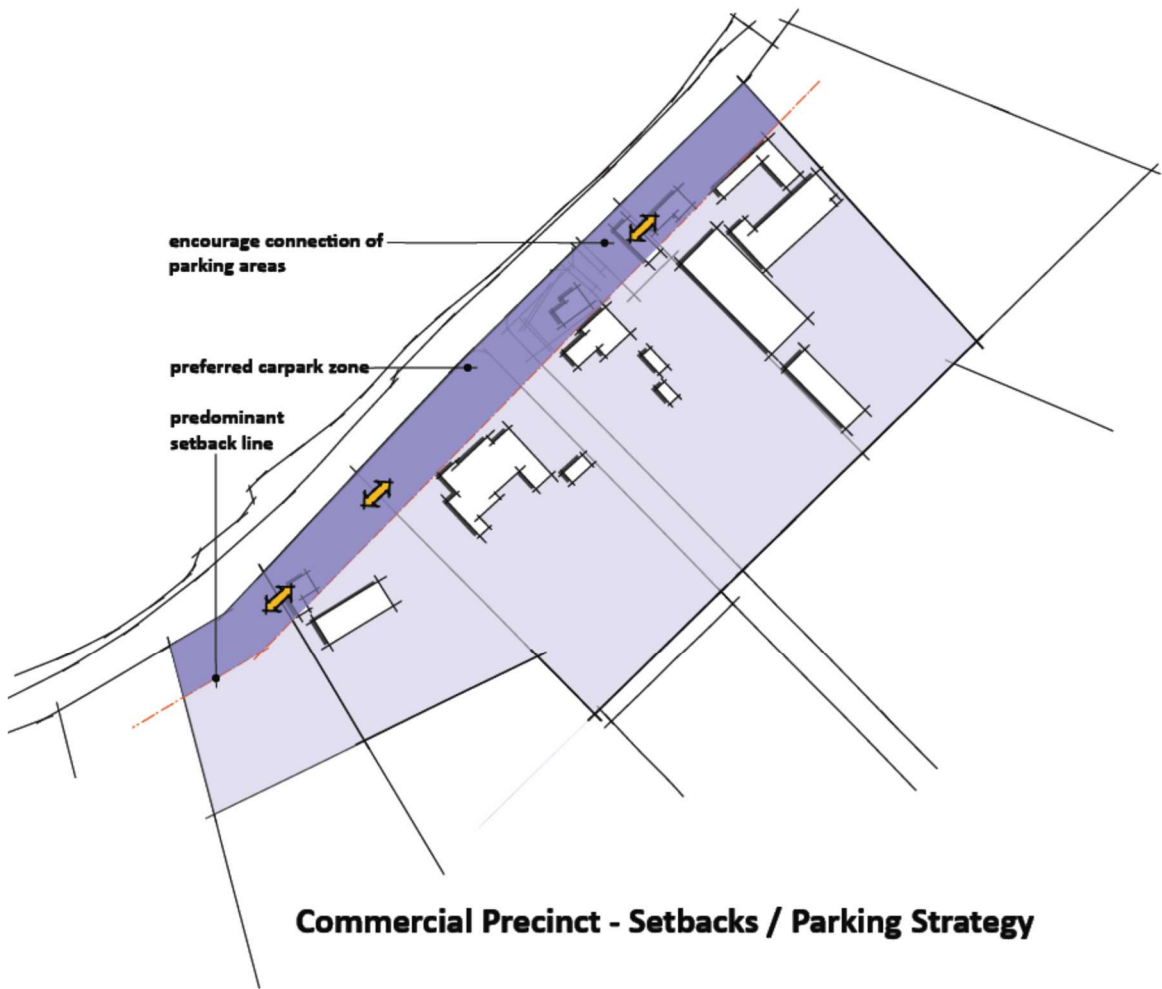 encourage connection of
parking areas
preferred carpark zone
predominant
setback line
Commercial Precinct - Setbacks / Parking Strategy